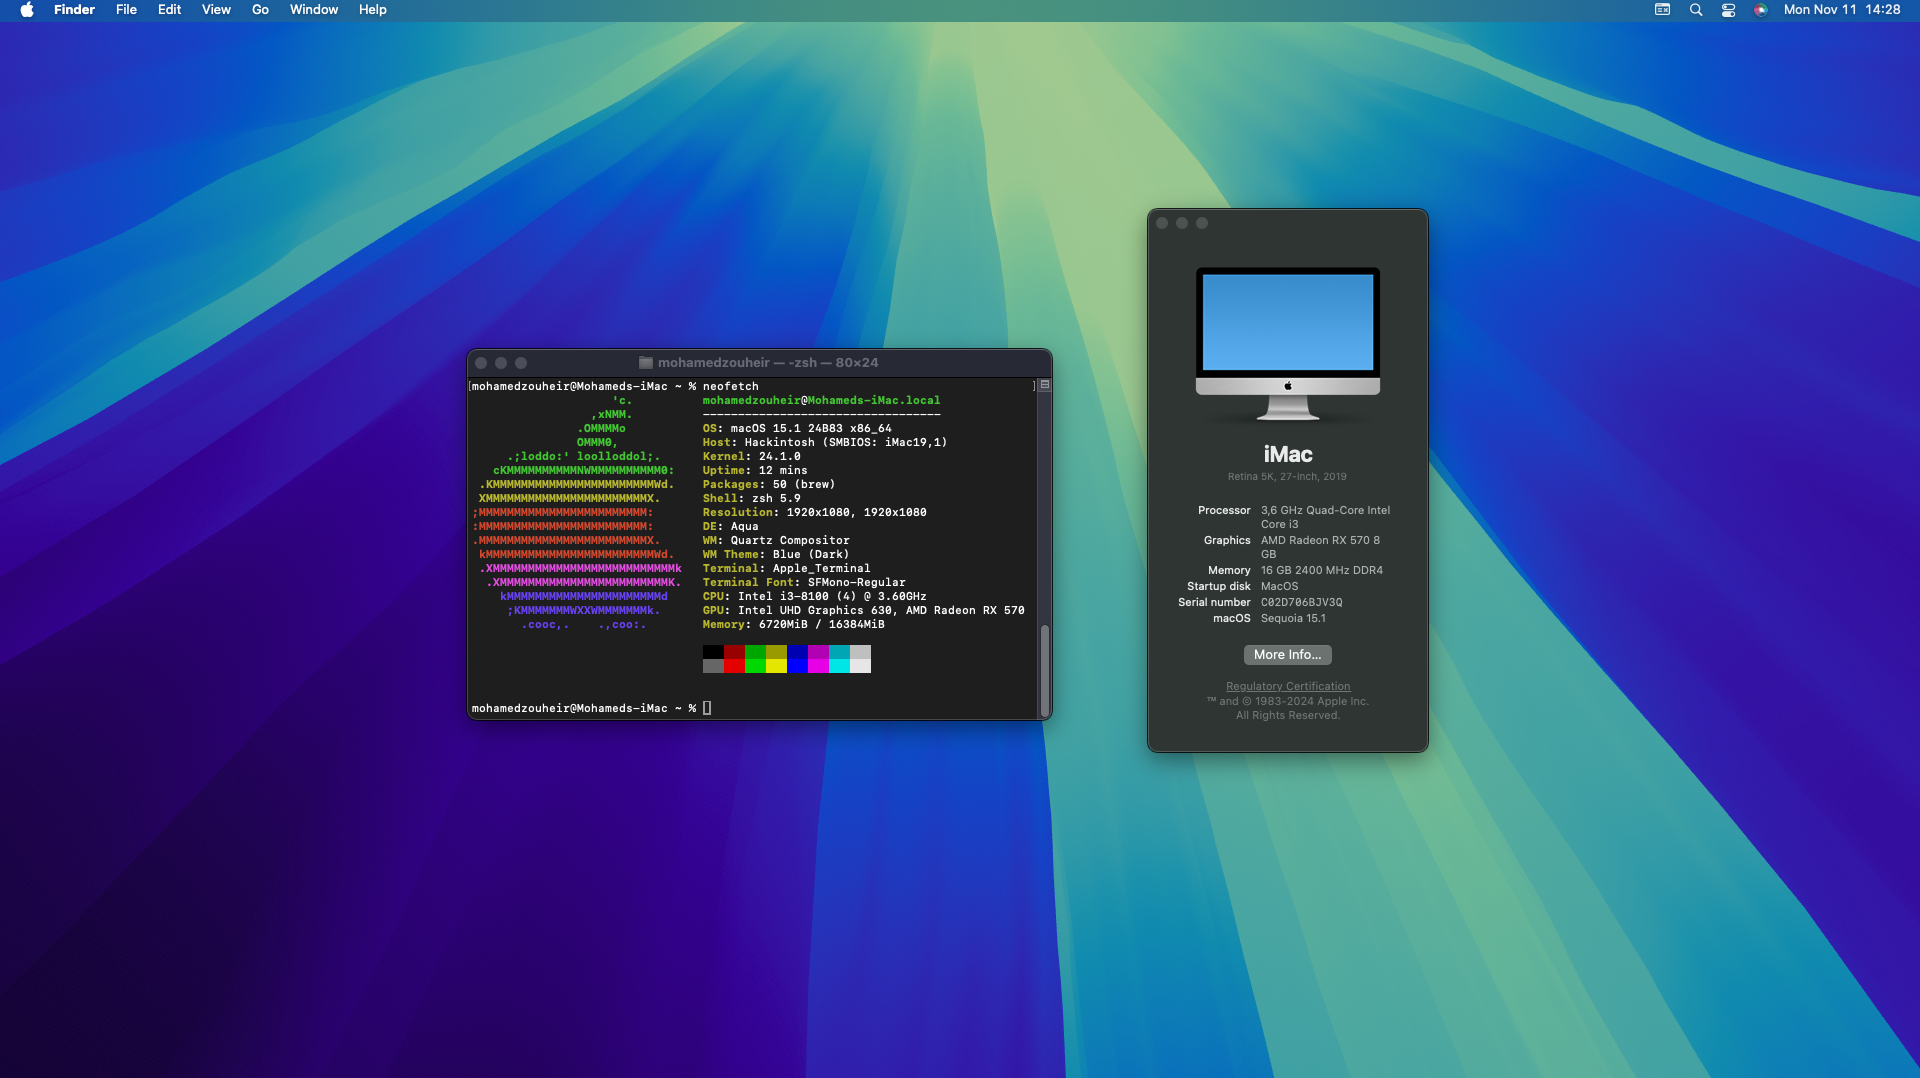 Finder File Edit View Go Window Help
Mon Nov 11 14:28
mohamedzouheir — -zsh — 80×24
[mohamedzouheir@Mohameds-iMac ~ % neofetch ]
'c. mohamedzouheir@Mohameds-iMac.local
,xNMM. ----------------------------------
.OMMMMo OS: macOS 15.1 24B83 x86_64
OMMM0, Host: Hackintosh (SMBIOS: iMac19,1)
.;loddo:' loolloddol;. Kernel: 24.1.0
cKMMMMMMMMMMNWMMMMMMMMMM0: Uptime: 12 mins
.KMMMMMMMMMMMMMMMMMMMMMMMWd. Packages: 50 (brew)
XMMMMMMMMMMMMMMMMMMMMMMMX. Shell: zsh 5.9
;MMMMMMMMMMMMMMMMMMMMMMMM: Resolution: 1920x1080, 1920x1080
:MMMMMMMMMMMMMMMMMMMMMMMM: DE: Aqua
.MMMMMMMMMMMMMMMMMMMMMMMMX. WM: Quartz Compositor
kMMMMMMMMMMMMMMMMMMMMMMMMWd. WM Theme: Blue (Dark)
.XMMMMMMMMMMMMMMMMMMMMMMMMMMk Terminal: Apple_Terminal
.XMMMMMMMMMMMMMMMMMMMMMMMMK. Terminal Font: SFMono-Regular
kMMMMMMMMMMMMMMMMMMMMMMd CPU: Intel i3-8100 (4) @ 3.60GHz
;KMMMMMMMWXXWMMMMMMMk. GPU: Intel UHD Graphics 630, AMD Radeon RX 570
.cooc,. .,coo:. Memory: 6720MiB / 16384MiB
mohamedzouheir@Mohameds-iMac ~ %
iMac
Retina 5K, 27-inch, 2019
Processor 3,6 GHz Quad-Core Intel
Core i3
Graphics AMD Radeon RX 570 8
GB
Memory 16 GB 2400 MHz DDR4
Startup disk MacOS
Serial number C02D706BJV3Q
macOS Sequoia 15.1
More Info...
Regulatory Certification
™ and © 1983-2024 Apple Inc.
All Rights Reserved.